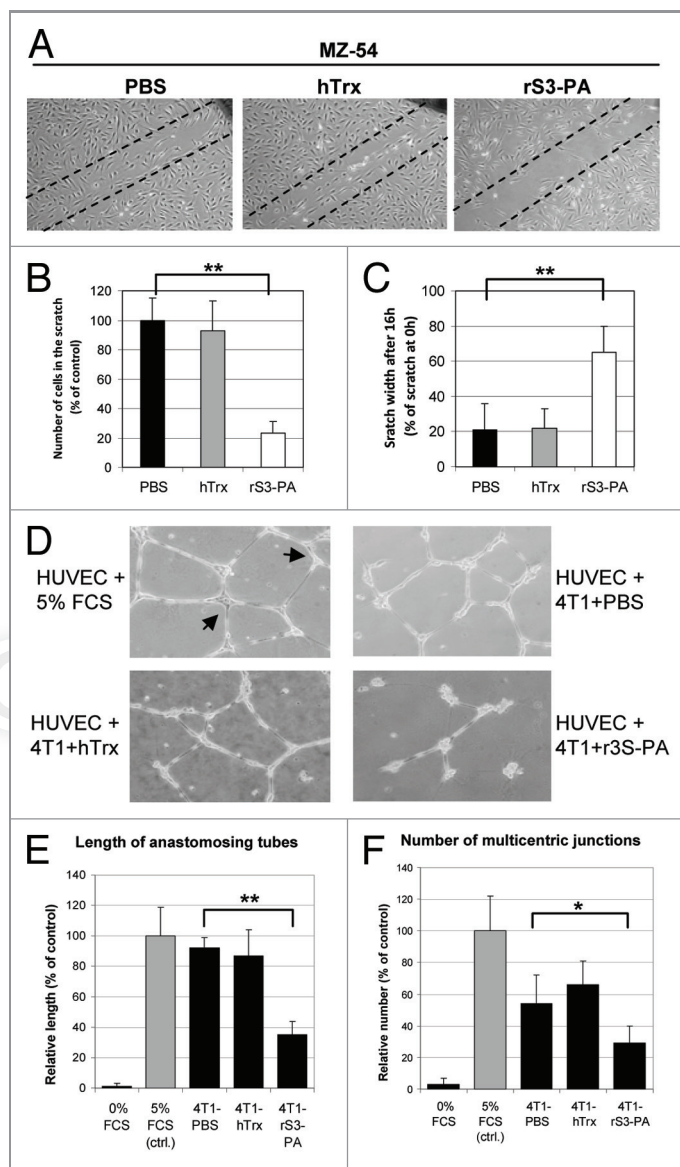 A
MZ-54
PBS
hTrx
rS3-PA
B
**
Number of cells in the scratch
(% of control)
120
100
80
60
40
20
0
PBS
hTrx
rS3-PA
C
**
Sratch width after 16h
(% of scratch at 0h)
100
80
60
40
20
0
PBS
hTrx
rS3-PA
D
HUVEC +
5% FCS
HUVEC +
4T1+PBS
HUVEC +
4T1+hTrx
HUVEC +
4T1+r3S-PA
E
Length of anastomosing tubes
**
Relative length (% of control)
140
120
100
80
60
40
20
0
0%
FCS
5%
FCS
(ctrl.)
4T1-
PBS
4T1-
hTrx
4T1-
rS3-
PA
F
Number of multicentric junctions
*
Relative number (% of control)
140
120
100
80
60
40
20
0
0%
FCS
5%
FCS
(ctrl.)
4T1-
PBS
4T1-
hTrx
4T1-
rS3-PA